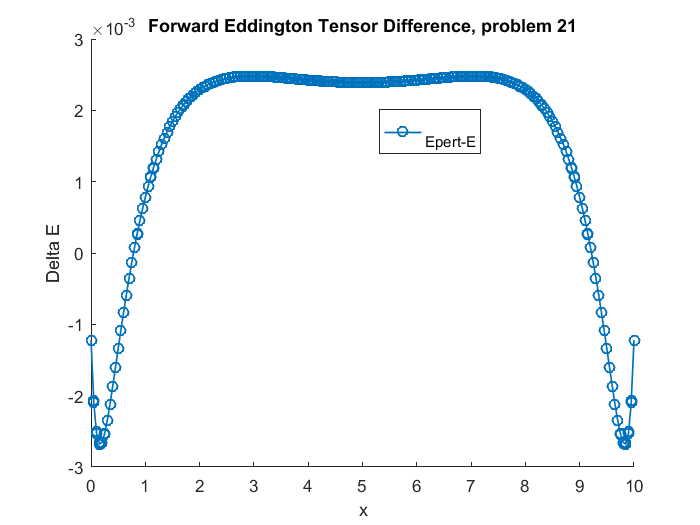 ×10-3
Forward Eddington Tensor Difference, problem 21
3
2
1
0
-1
-2
-3
Delta E
Epert-E
0 1 2 3 4 5 6 7 8 9 10
x